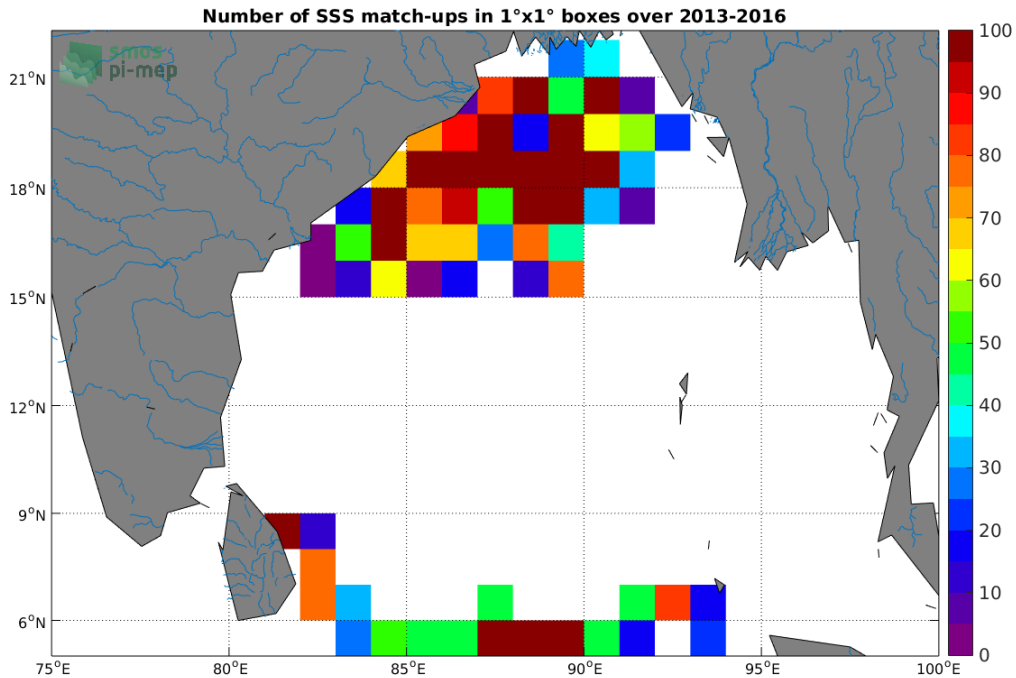 Number of SSS match-ups in 1°x1° boxes over 2013-2016
smos
pi-mep
21°N
18°N
15°N
12°N
9°N
6°N
75°E 80°E 85°E 90°E 95°E 100°E
100
90
80
70
60
50
40
30
20
10
0